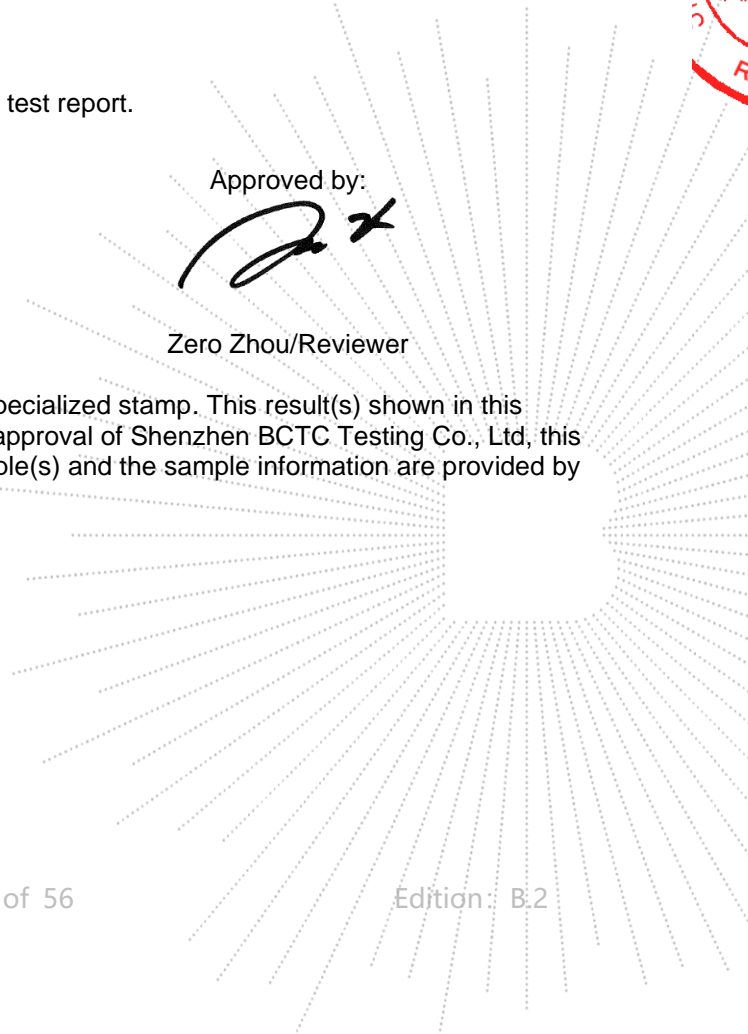 test report.
Approved by:
Zero Zhou/Reviewer
pecialized stamp. This result(s) shown in this
approval of Shenzhen BCTC Testing Co., Ltd, this
ple(s) and the sample information are provided by
of 56 Edition: B.2